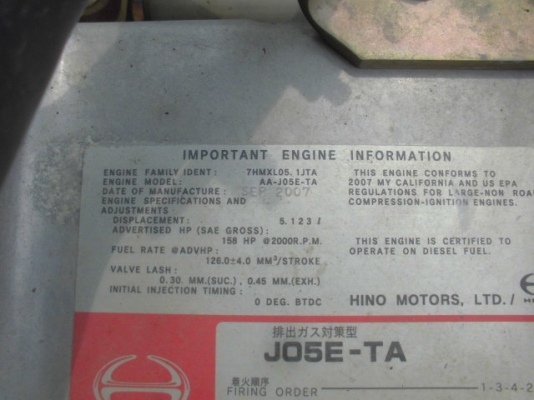 IMPORTANT ENGINE INFORMATION
ENGINE FAMILY IDENT: 7HMXL05.1JTA
ENGINE MODEL: AA-J05E-TA
DATE OF MANUFACTURE: SEP 2007
ENGINE SPECIFICATIONS AND
ADJUSTMENTS
DISPLACEMENT: 5.123 ℓ
ADVERTISED HP (SAE GROSS):
158 HP @2000R.P.M.
FUEL RATE @ADVHP:
126.0±4.0 MM³/STROKE
VALVE LASH:
0.30 MM.(SUC.), 0.45 MM.(EXH.)
INITIAL INJECTION TIMING:
0 DEG. BTDC
THIS ENGINE CONFORMS TO
2007 MY CALIFORNIA AND US EPA
REGULATIONS FOR LARGE-NON ROA
COMPRESSION-IGNITION ENGINES.
THIS ENGINE IS CERTIFIED TO
OPERATE ON DIESEL FUEL.
HINO MOTORS, LTD./
排出ガス対策型
J05E-TA
着火順序
FIRING ORDER 1-3-4-2